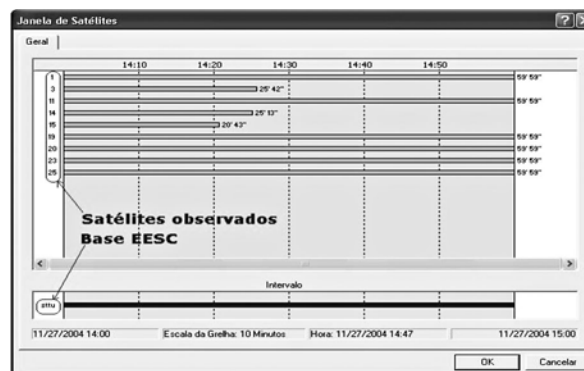 Janela de Satélites
Geral
14:10 14:20 14:30 14:40 14:50
1 59' 59"
3 25' 42"
11 59' 59"
14 25' 13"
15 20' 43"
19 59' 59"
20 59' 59"
23 59' 59"
25 59' 59"
Satélites observados
Base EESC
Intervalo
11/27/2004 14:00 Escala da Grelha: 10 Minutos Hora: 11/27/2004 14:47 11/27/2004 15:00
OK Cancelar